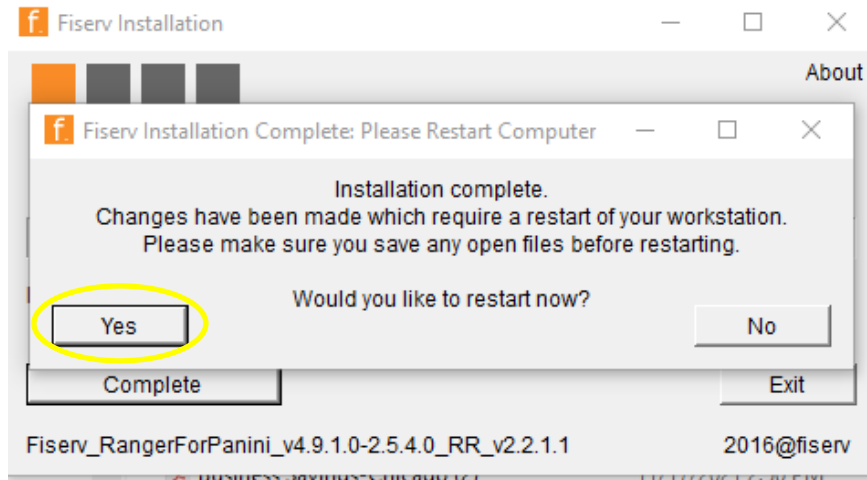 Fiserv Installation
About
Fiserv Installation Complete: Please Restart Computer
Installation complete.
Changes have been made which require a restart of your workstation.
Please make sure you save any open files before restarting.
Would you like to restart now?
Yes
No
Complete
Exit
Fiserv_RangerForPanini_v4.9.1.0-2.5.4.0_RR_v2.2.1.1
2016@fiserv